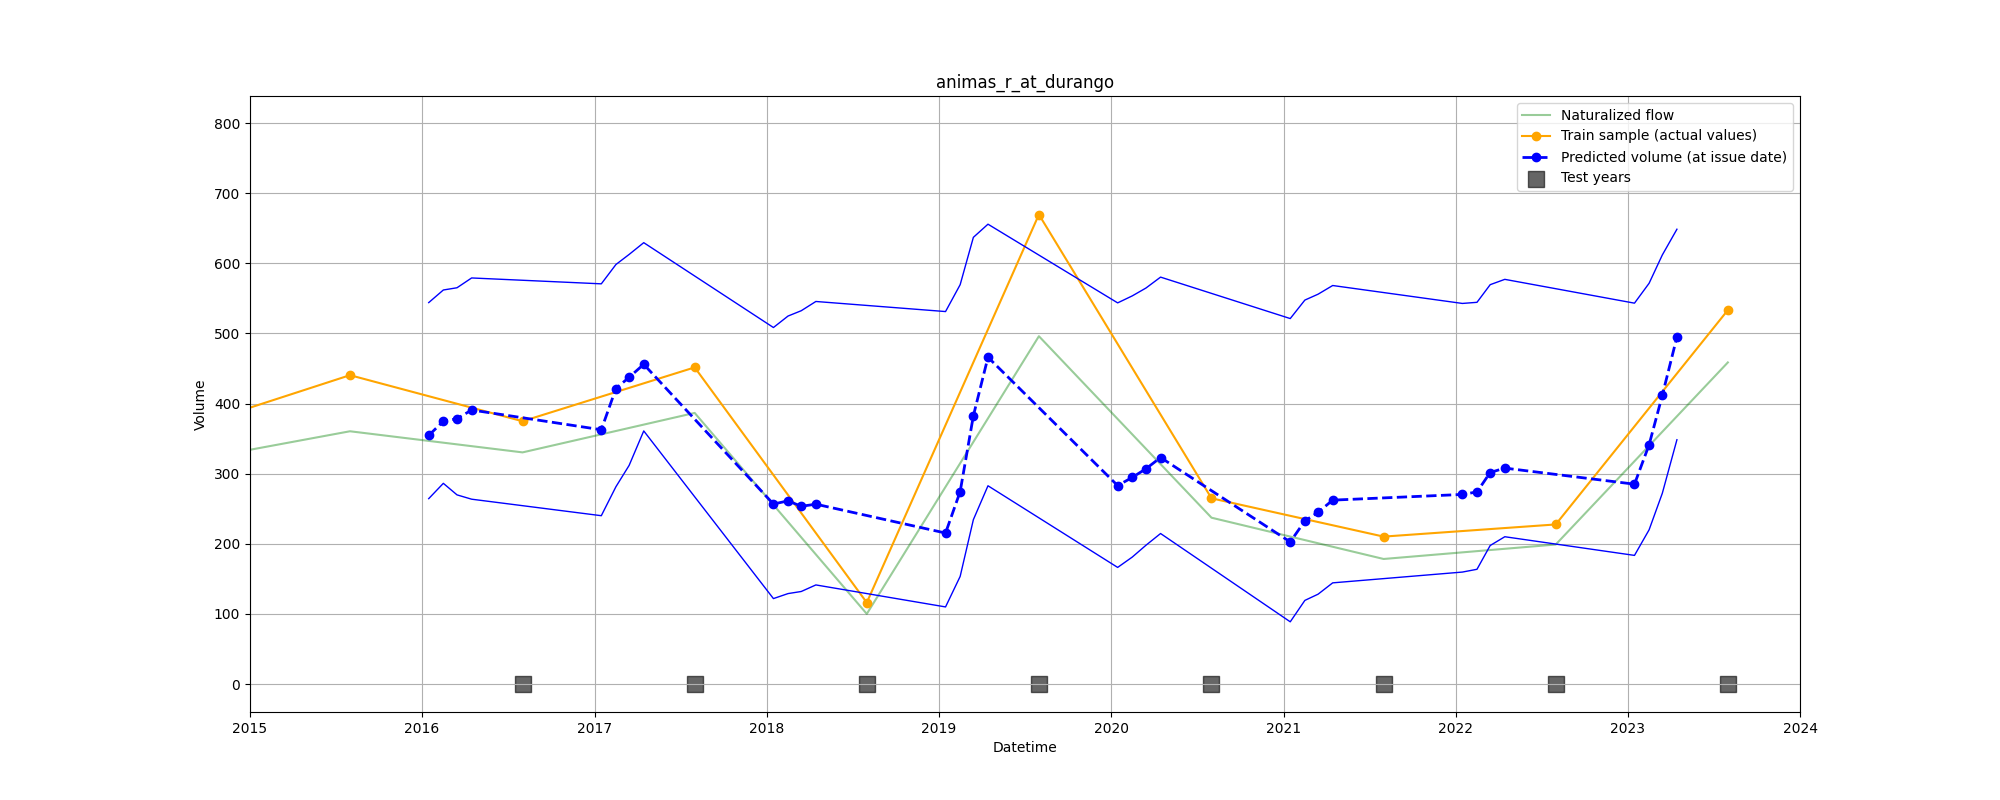 animas_r_at_durango
Naturalized flow
Train sample (actual values)
Predicted volume (at issue date)
Test years
Volume
800
700
600
500
400
300
200
100
0
2015 2016 2017 2018 2019 2020 2021 2022 2023 2024
Datetime